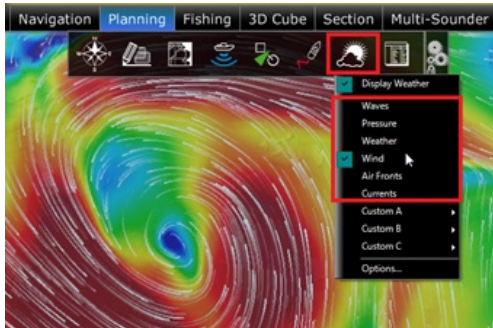 Navigation
Planning
Fishing
3D Cube
Section
Multi-Sounder
Display Weather
Waves
Pressure
Weather
Wind
Air Fronts
Currents
Custom A
Custom B
Custom C
Options...